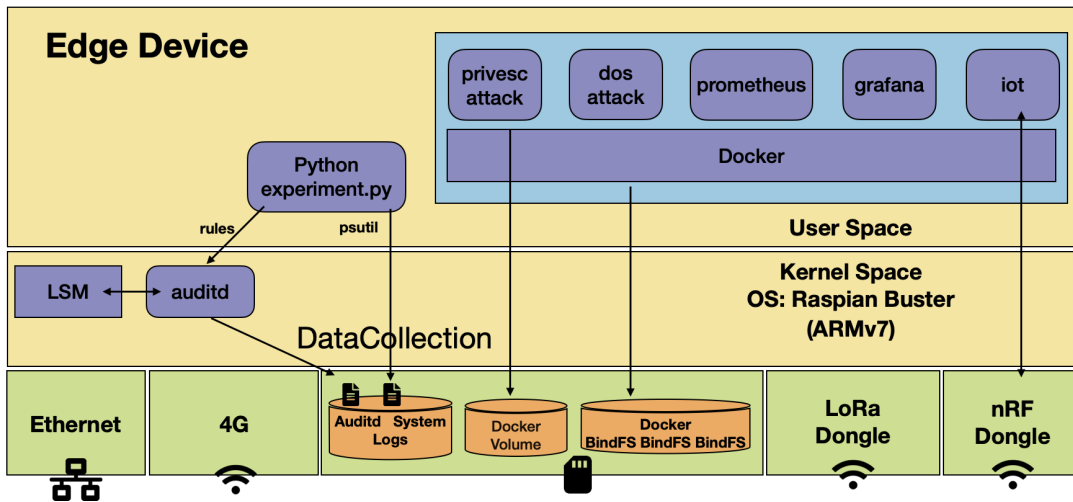 Edge Device
privesc
attack
dos
attack
prometheus
grafana
iot
Docker
Python
experiment.py
rules
psutil
User Space
LSM
auditd
Kernel Space
OS: Raspian Buster
(ARMv7)
DataCollection
Ethernet
4G
Auditd System
Logs
Docker
Volume
Docker
BindFS BindFS BindFS
LoRa
Dongle
nRF
Dongle